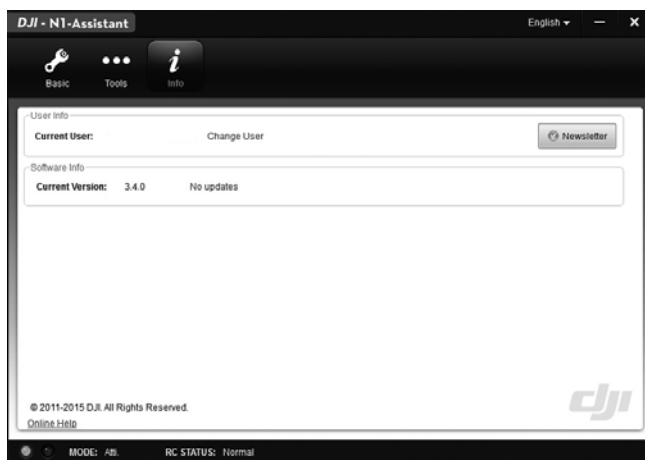 DJI - N1-Assistant English
Basic Tools Info
User Info
Current User: Change User Newsletter
Software Info
Current Version: 3.4.0 No updates
© 2011-2015 DJI. All Rights Reserved.
dji
Online Help
MODE: Atti. RC STATUS: Normal